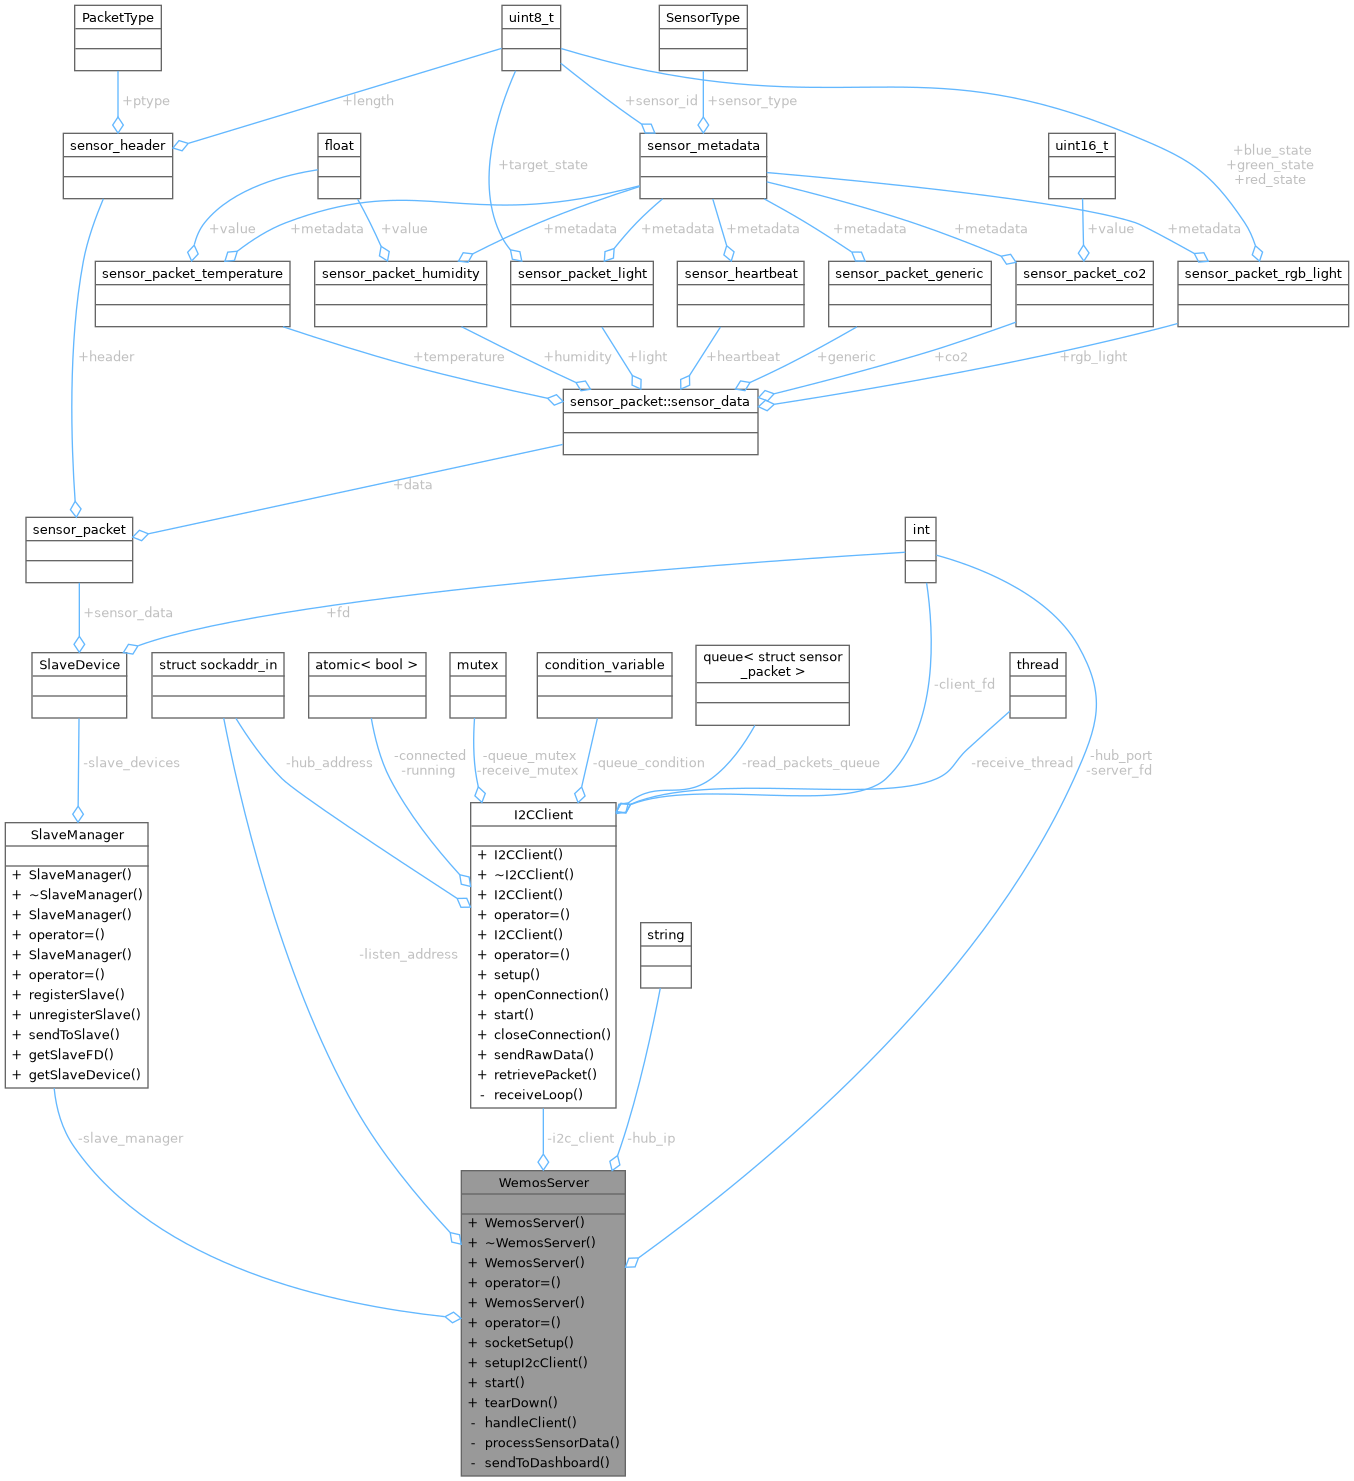 PacketType
uint8_t
SensorType
+ptype
+length
+sensor_id
+sensor_type
sensor_header
float
sensor_metadata
uint16_t
+blue_state
+green_state
+red_state
+target_state
+value
+metadata
+value
+metadata
+metadata
+metadata
+metadata
+metadata
+value
+metadata
sensor_packet_temperature
sensor_packet_humidity
sensor_packet_light
sensor_heartbeat
sensor_packet_generic
sensor_packet_co2
sensor_packet_rgb_light
+header
+temperature
+humidity
+light
+heartbeat
+generic
+co2
+rgb_light
sensor_packet::sensor_data
+data
sensor_packet
int
+sensor_data
+fd
SlaveDevice
struct sockaddr_in
atomic< bool >
mutex
condition_variable
queue< struct sensor
_packet >
thread
-client_fd
-slave_devices
-hub_address
-connected
-running
-queue_mutex
-receive_mutex
-queue_condition
-read_packets_queue
-receive_thread
-hub_port
-server_fd
SlaveManager
+ SlaveManager()
+ ~SlaveManager()
+ SlaveManager()
+ operator=()
+ SlaveManager()
+ operator=()
+ registerSlave()
+ unregisterSlave()
+ sendToSlave()
+ getSlaveFD()
+ getSlaveDevice()
I2CClient
+ I2CClient()
+ ~I2CClient()
+ I2CClient()
+ operator=()
+ I2CClient()
+ operator=()
+ setup()
+ openConnection()
+ start()
+ closeConnection()
+ sendRawData()
+ retrievePacket()
- receiveLoop()
string
-listen_address
-slave_manager
-i2c_client
-hub_ip
WemosServer
+ WemosServer()
+ ~WemosServer()
+ WemosServer()
+ operator=()
+ WemosServer()
+ operator=()
+ socketSetup()
+ setupI2cClient()
+ start()
+ tearDown()
- handleClient()
- processSensorData()
- sendToDashboard()